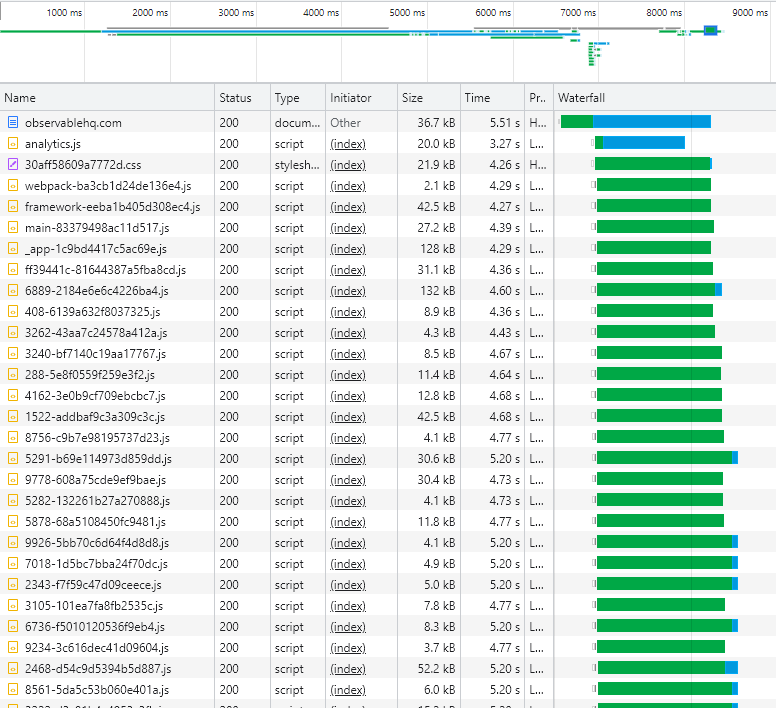 1000 ms 2000 ms 3000 ms 4000 ms 5000 ms 6000 ms 7000 ms 8000 ms 9000 ms
Name Status Type Initiator Size Time Pr.. Waterfall
observablehq.com 200 docum... Other 36.7 kB 5.51 s H...
analytics.js 200 script (index) 20.0 kB 3.27 s L...
30aff58609a7772d.css 200 stylesh... (index) 21.9 kB 4.26 s H...
webpack-ba3cb1d24de136e4.js 200 script (index) 2.1 kB 4.29 s L...
framework-eeba1b405d308ec4.js 200 script (index) 42.5 kB 4.27 s L...
main-83379498ac11d517.js 200 script (index) 27.2 kB 4.39 s L...
_app-1c9bd4417c5ac69e.js 200 script (index) 128 kB 4.29 s L...
ff39441c-81644387a5fba8cd.js 200 script (index) 31.1 kB 4.36 s L...
6889-2184e6e6c4226ba4.js 200 script (index) 132 kB 4.60 s L...
408-6139a632f8037325.js 200 script (index) 8.9 kB 4.36 s L...
3262-43aa7c24578a412a.js 200 script (index) 4.3 kB 4.43 s L...
3240-bf7140c19aa17767.js 200 script (index) 8.5 kB 4.67 s L...
288-5e8f0559f259e3f2.js 200 script (index) 11.4 kB 4.64 s L...
4162-3e0b9cf709ebcbc7.js 200 script (index) 12.8 kB 4.68 s L...
1522-addbaf9c3a309c3c.js 200 script (index) 42.5 kB 4.68 s L...
8756-c9b7e98195737d23.js 200 script (index) 4.1 kB 4.77 s L...
5291-b69e114973d859dd.js 200 script (index) 30.6 kB 5.20 s L...
9778-608a75cde9ef9bae.js 200 script (index) 30.4 kB 4.73 s L...
5282-132261b27a270888.js 200 script (index) 4.1 kB 4.73 s L...
5878-68a5108450fc9481.js 200 script (index) 11.8 kB 4.77 s L...
9926-5bb70c6d64f4d8d8.js 200 script (index) 4.1 kB 5.20 s L...
7018-1d5bc7bba24f70dc.js 200 script (index) 4.9 kB 5.20 s L...
2343-f7f59c47d09ceece.js 200 script (index) 5.0 kB 5.20 s L...
3105-101ea7fa8fb2535c.js 200 script (index) 7.8 kB 4.77 s L...
6736-f5010120536f9eb4.js 200 script (index) 8.3 kB 5.20 s L...
9234-3c616dec41d09604.js 200 script (index) 3.7 kB 4.77 s L...
2468-d54c9d5394b5d887.js 200 script (index) 52.2 kB 5.20 s L...
8561-5da5c53b060e401a.js 200 script (index) 6.0 kB 5.20 s L...